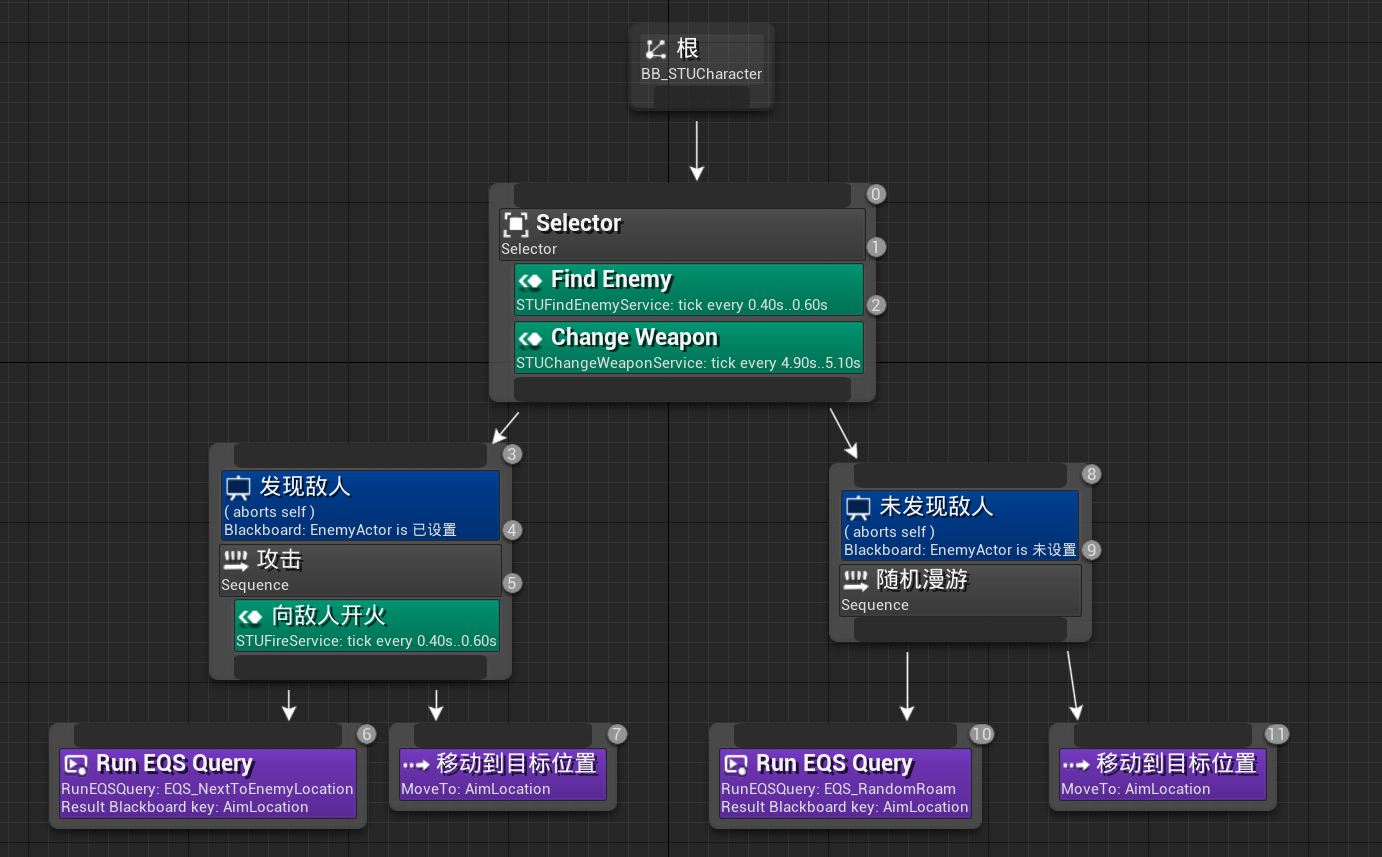 根
BB_STUCharacter
0
Selector
Selector
1
Find Enemy
STUFindEnemyService: tick every 0.40s..0.60s
2
Change Weapon
STUChangeWeaponService: tick every 4.90s..5.10s
3
发现敌人
( aborts self )
Blackboard: EnemyActor is 已设置
4
攻击
Sequence
5
向敌人开火
STUFireService: tick every 0.40s..0.60s
8
未发现敌人
( aborts self )
Blackboard: EnemyActor is 未设置
9
随机漫游
Sequence
6
Run EQS Query
RunEQSQuery: EQS_NextToEnemyLocation
Result Blackboard key: AimLocation
7
移动到目标位置
MoveTo: AimLocation
10
Run EQS Query
RunEQSQuery: EQS_RandomRoam
Result Blackboard key: AimLocation
11
移动到目标位置
MoveTo: AimLocation